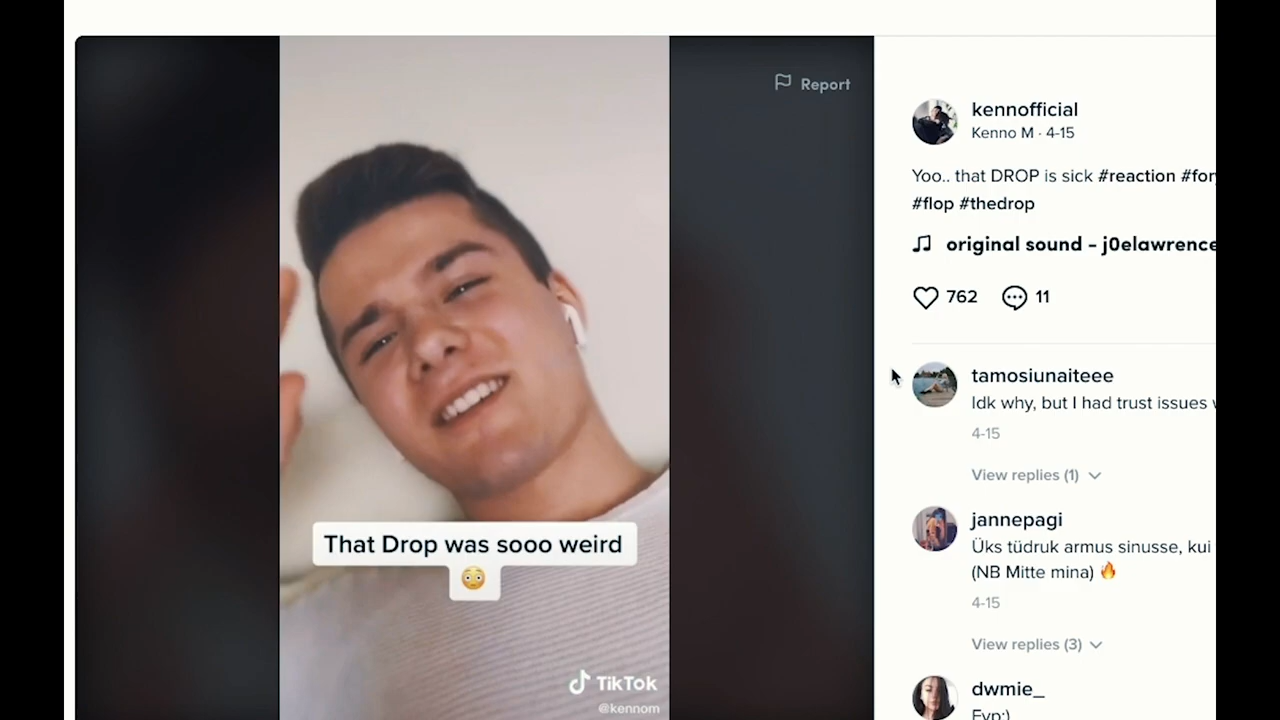 Report
That Drop was sooo weird
😳
TikTok
@kennom
kennofficial
Kenno M · 4-15
Yoo.. that DROP is sick #reaction
#flop #thedrop
original sound - j0elawrence
762
11
tamosiunaiteee
Idk why, but I had trust issues
4-15
View replies (1)
jannepagi
Üks tüdruk armus sinusse, kui
(NB Mitte mina) 🔥
4-15
View replies (3)
dwmie_
Fyp:)